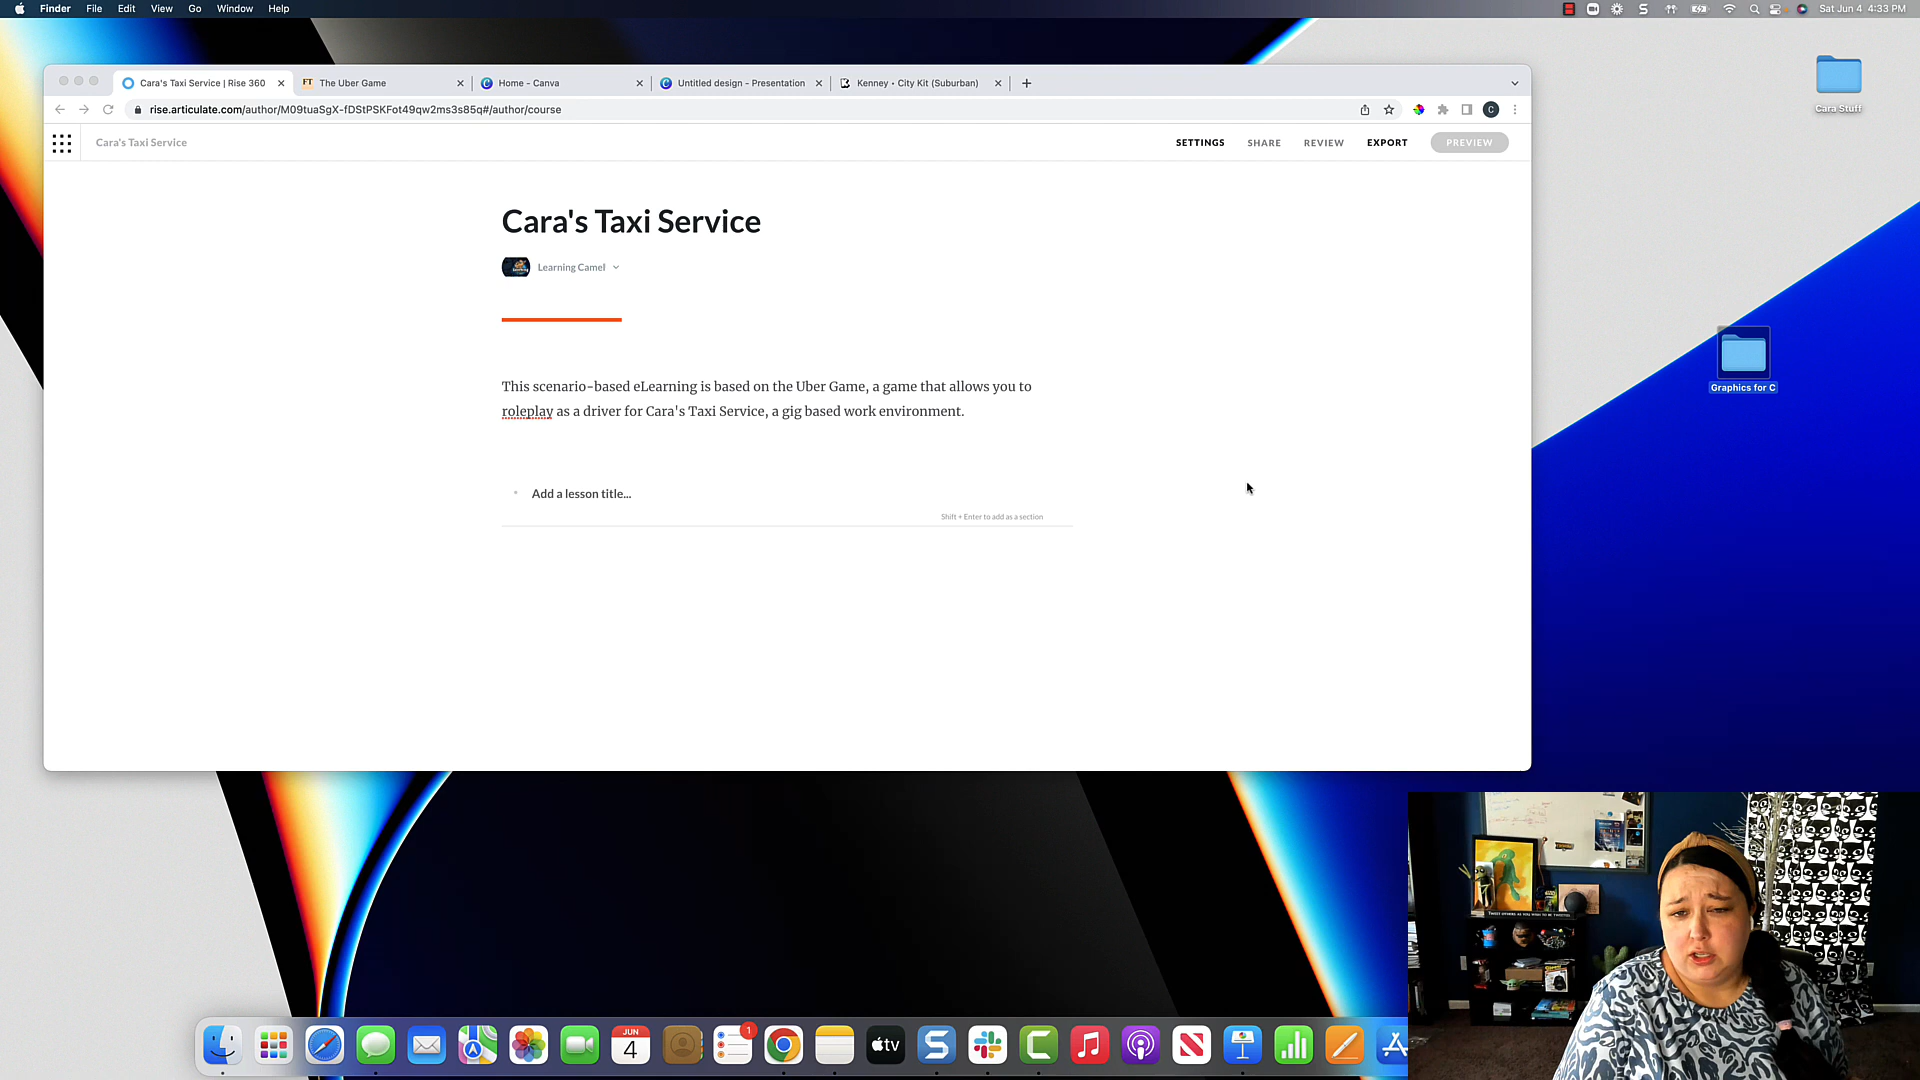 Finder File Edit View Go Window Help
Sat Jun 4 4:33 PM
Cara's Taxi Service | Rise 360
FT The Uber Game
Home - Canva
Untitled design - Presentation
Kenney • City Kit (Suburban)
rise.articulate.com/author/M09tuaSgX-fDStPSKFot49qw2ms3s85q#/author/course
C
Cara Stuff
Cara's Taxi Service
SETTINGS SHARE REVIEW EXPORT PREVIEW
Cara's Taxi Service
Learning Camel
This scenario-based eLearning is based on the Uber Game, a game that allows you to
roleplay as a driver for Cara's Taxi Service, a gig based work environment.
Add a lesson title...
Shift + Enter to add as a section
Graphics for C
JUN
4
1
tv